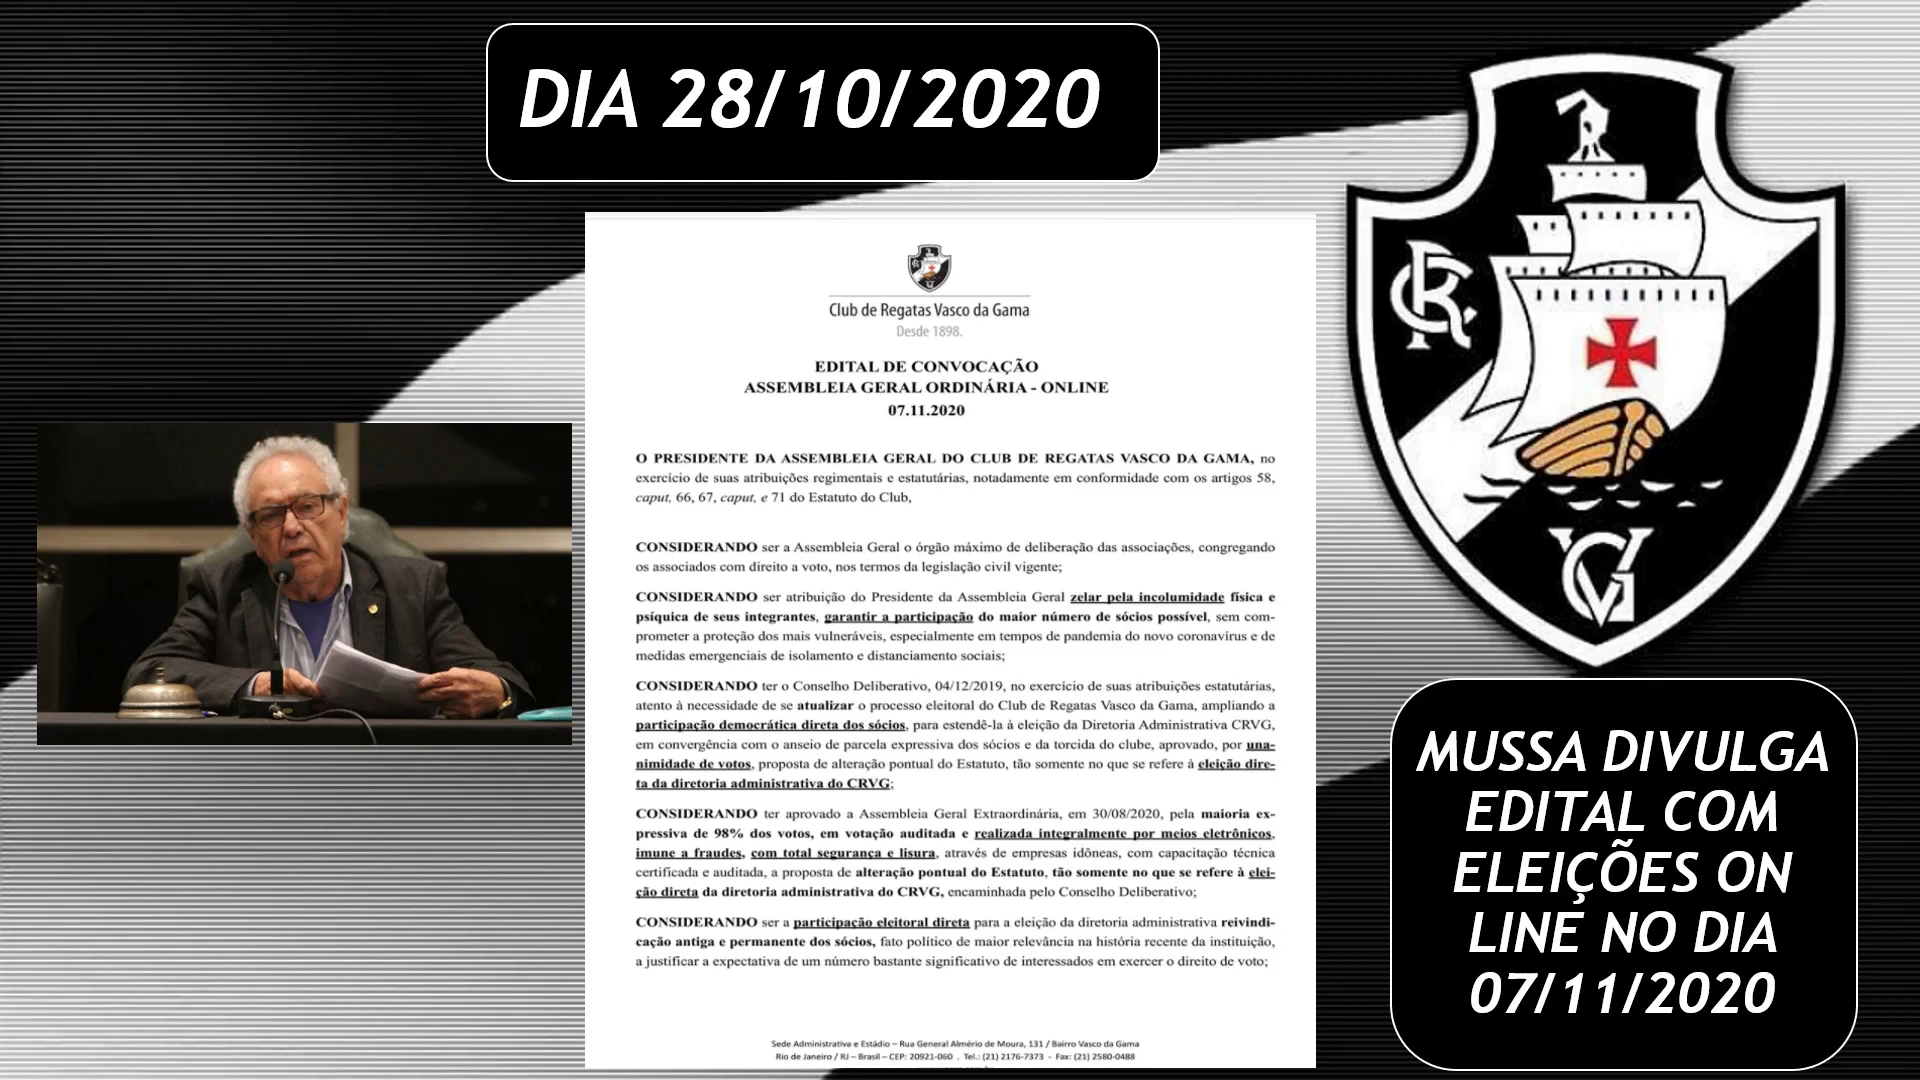 DIA 28/10/2020
Club de Regatas Vasco da Gama
Desde 1898.
EDITAL DE CONVOCAÇÃO
ASSEMBLEIA GERAL ORDINÁRIA - ONLINE
07.11.2020
O PRESIDENTE DA ASSEMBLEIA GERAL DO CLUB DE REGATAS VASCO DA GAMA, no
exercício de suas atribuições regimentais e estatutárias, notadamente em conformidade com os artigos 58,
caput, 66, 67, caput, e 71 do Estatuto do Club,
CONSIDERANDO ser a Assembleia Geral o órgão máximo de deliberação das associações, congregando
os associados com direito a voto, nos termos da legislação civil vigente;
CONSIDERANDO ser atribuição do Presidente da Assembleia Geral zelar pela incolumidade física e
psíquica de seus integrantes, garantir a participação do maior número de sócios possível, sem com-
prometer a proteção dos mais vulneráveis, especialmente em tempos de pandemia do novo coronavírus e de
medidas emergenciais de isolamento e distanciamento sociais;
CONSIDERANDO ter o Conselho Deliberativo, 04/12/2019, no exercício de suas atribuições estatutárias,
atento à necessidade de se atualizar o processo eleitoral do Club de Regatas Vasco da Gama, ampliando a
participação democrática direta dos sócios, para estendê-la à eleição da Diretoria Administrativa CRVG,
em convergência com o anseio de parcela expressiva dos sócios e da torcida do clube, aprovado, por una-
nimidade de votos, proposta de alteração pontual do Estatuto, tão somente no que se refere à eleição dire-
ta da diretoria administrativa do CRVG;
CONSIDERANDO ter aprovado a Assembleia Geral Extraordinária, em 30/08/2020, pela maioria ex-
pressiva de 98% dos votos, em votação auditada e realizada integralmente por meios eletrônicos,
imune a fraudes, com total segurança e lisura, através de empresas idôneas, com capacitação técnica
certificada e auditada, a proposta de alteração pontual do Estatuto, tão somente no que se refere à elei-
ção direta da diretoria administrativa do CRVG, encaminhada pelo Conselho Deliberativo;
CONSIDERANDO ser a participação eleitoral direta para a eleição da diretoria administrativa reivindi-
cação antiga e permanente dos sócios, fato político de maior relevância na história recente da instituição,
a justificar a expectativa de um número bastante significativo de interessados em exercer o direito de voto;
Sede Administrativa e Estádio – Rua General Almério de Moura, 131 / Bairro Vasco da Gama
Rio de Janeiro / RJ – Brasil – CEP: 20921-060 . Tel.: (21) 2176-7373 - Fax: (21) 2580-0488
MUSSA DIVULGA
EDITAL COM
ELEIÇÕES ON
LINE NO DIA
07/11/2020